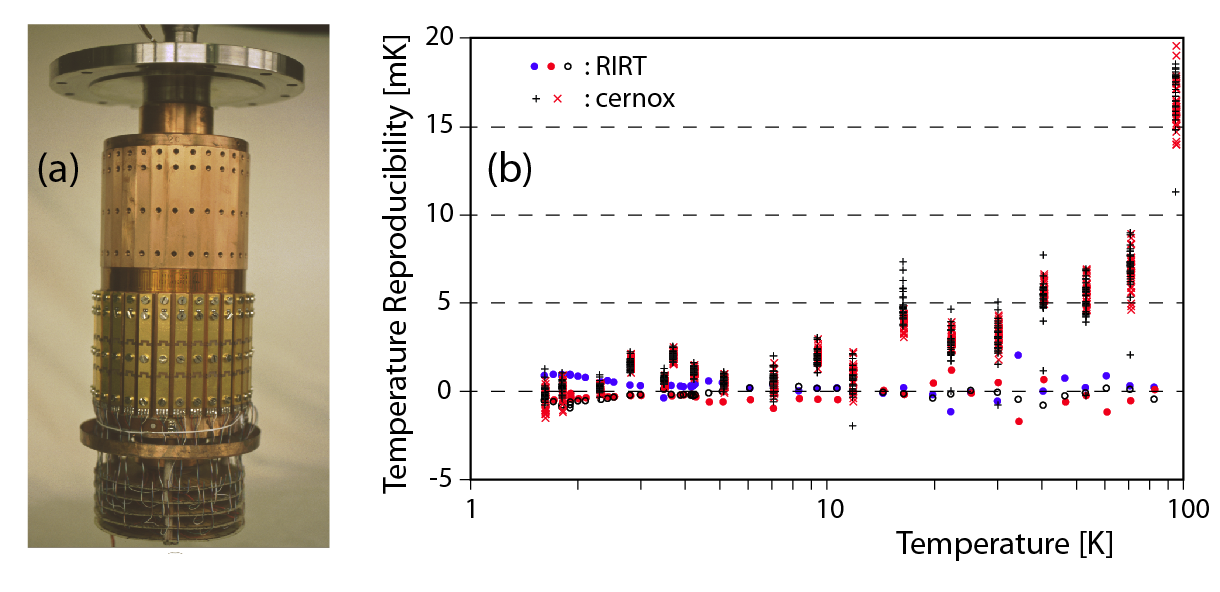 (a)
(b)
: RIRT
: cernox
Temperature Reproducibility [mK]
20
15
10
5
0
-5
1
10
100
Temperature [K]